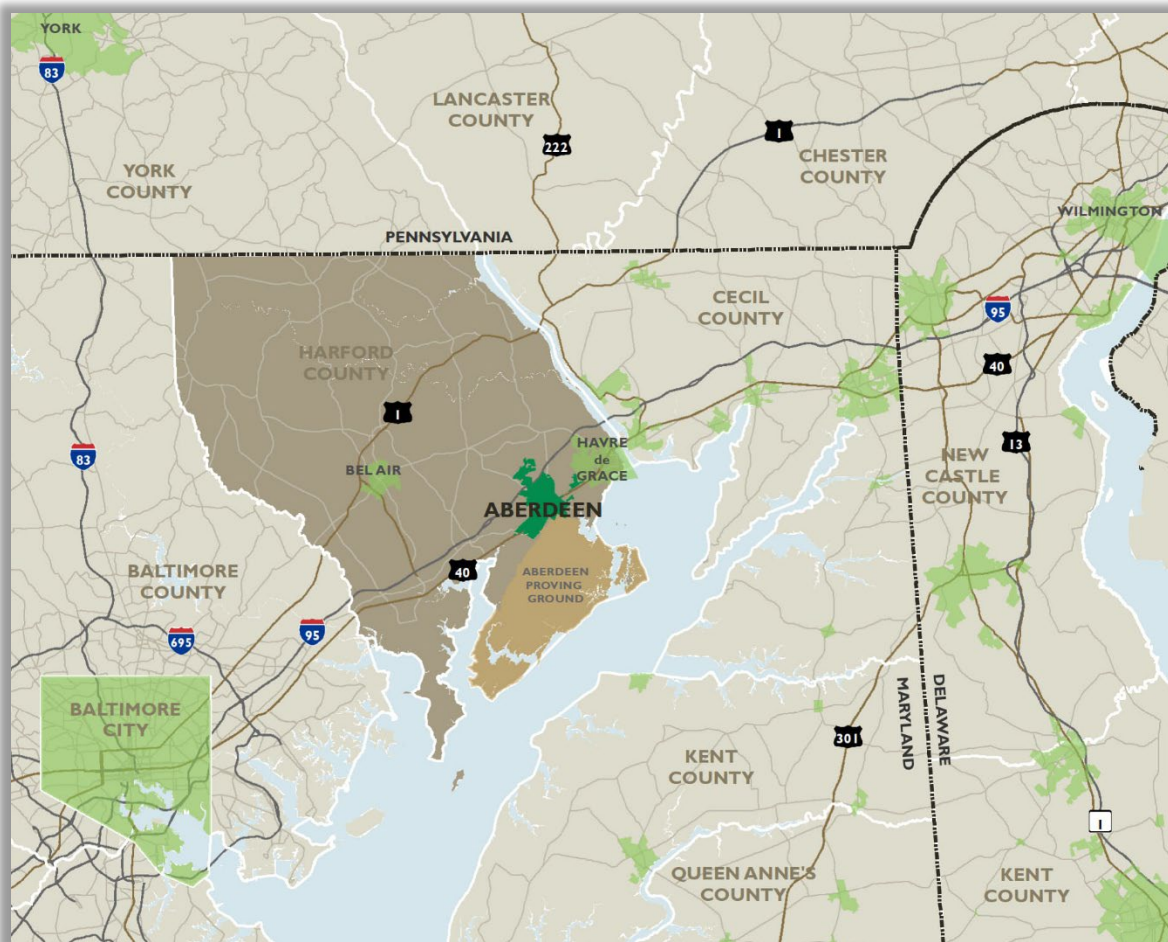 YORK
83
LANCASTER
COUNTY
222
1
CHESTER
COUNTY
YORK
COUNTY
WILMINGTON
PENNSYLVANIA
CECIL
COUNTY
95
HARFORD
COUNTY
40
1
83
BEL AIR
HAVRE
de
GRACE
13
NEW
CASTLE
COUNTY
ABERDEEN
BALTIMORE
COUNTY
40
ABERDEEN
PROVING
GROUND
695
95
BALTIMORE
CITY
MARYLAND
DELAWARE
301
KENT
COUNTY
1
QUEEN ANNE'S
COUNTY
KENT
COUNTY